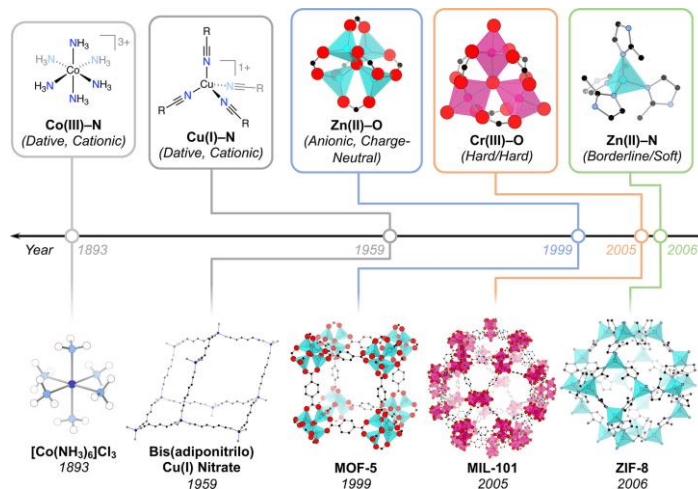 NH₃
3+
H₃N
NH₃
Co
H₃N
NH₃
NH₃
Co(III)–N
(Dative, Cationic)
R
1+
N
Cu
N
R
N
N
R
R
Cu(I)–N
(Dative, Cationic)
Zn(II)–O
(Anionic, Charge-
Neutral)
Cr(III)–O
(Hard/Hard)
Zn(II)–N
(Borderline/Soft)
Year
1893
1959
1999
2005
2006
[Co(NH₃)₆]Cl₃
1893
Bis(adiponitrilo)
Cu(I) Nitrate
1959
MOF-5
1999
MIL-101
2005
ZIF-8
2006